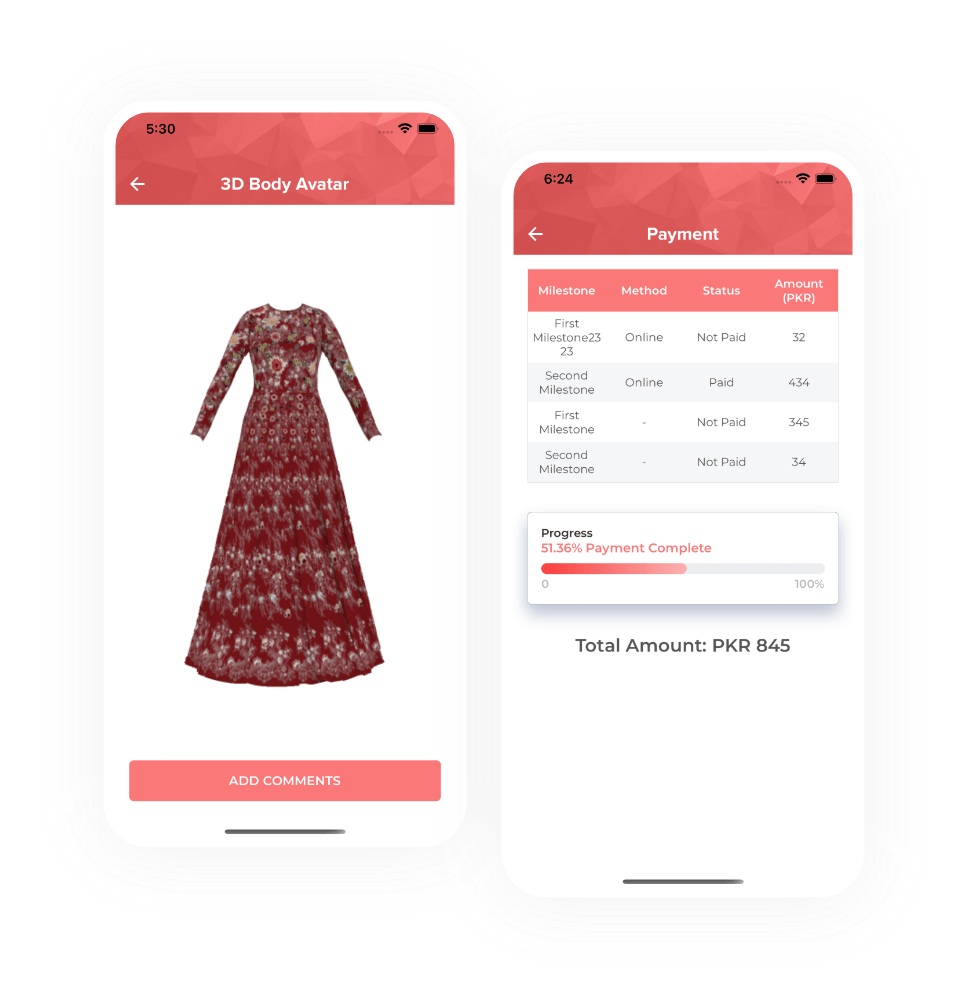 5:30
3D Body Avatar
ADD COMMENTS
6:24
Payment
Milestone Method Status Amount
(PKR)
First
Milestone23
23
Online Not Paid 32
Second
Milestone
Online Paid 434
First
Milestone
- Not Paid 345
Second
Milestone
- Not Paid 34
Progress
51.36% Payment Complete
0 100%
Total Amount: PKR 845